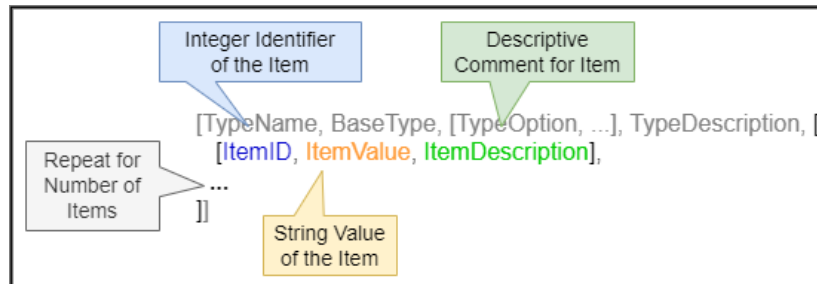 Integer Identifier
of the Item
Descriptive
Comment for Item
[TypeName, BaseType, [TypeOption, ...], TypeDescription, [
[ItemID, ItemValue, ItemDescription],
Repeat for
Number of
Items
...
]]
String Value
of the Item